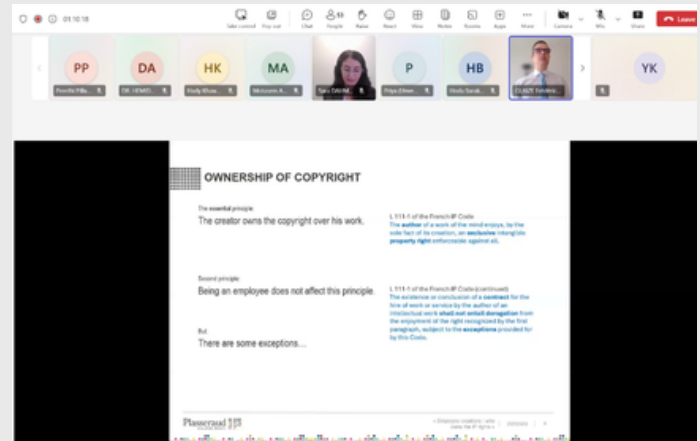 01:10:18
Take control Pop out Chat People Raise React View Notes Rooms Apps More Camera Mic Share Leave
PP DA HK MA P HB YK
OWNERSHIP OF COPYRIGHT
The essential principle:
The creator owns the copyright over his work.
L 111-1 of the French IP Code
The author of a work of the mind enjoys, by the
sole fact of its creation, an exclusive intangible
property right enforceable against all.
Second principle:
Being an employee does not affect this principle.
L 111-1 of the French IP Code (continued)
The existence or conclusion of a contract for the
hire of work or service by the author of an
intellectual work shall not entail derogation from
the enjoyment of the right recognized by the first
paragraph, subject to the exceptions provided for
by this Code.
But
There are some exceptions…
Plasseraud IP